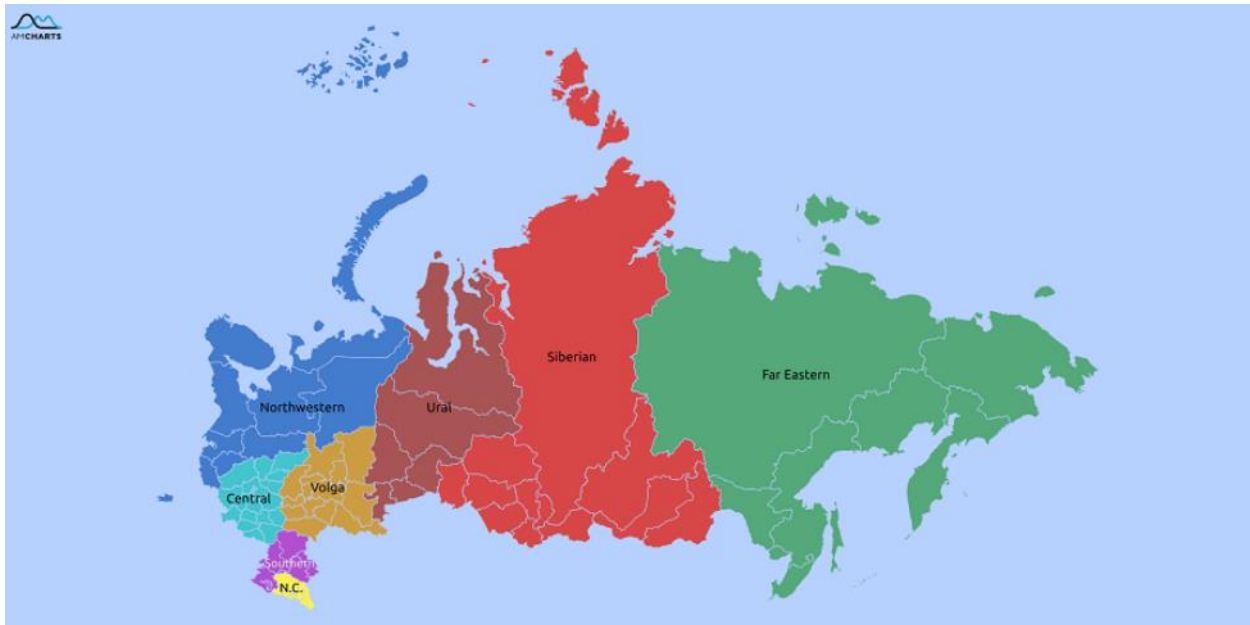 AMCHARTS
Siberian
Far Eastern
Northwestern
Ural
Volga
Central
Southern
N.C.